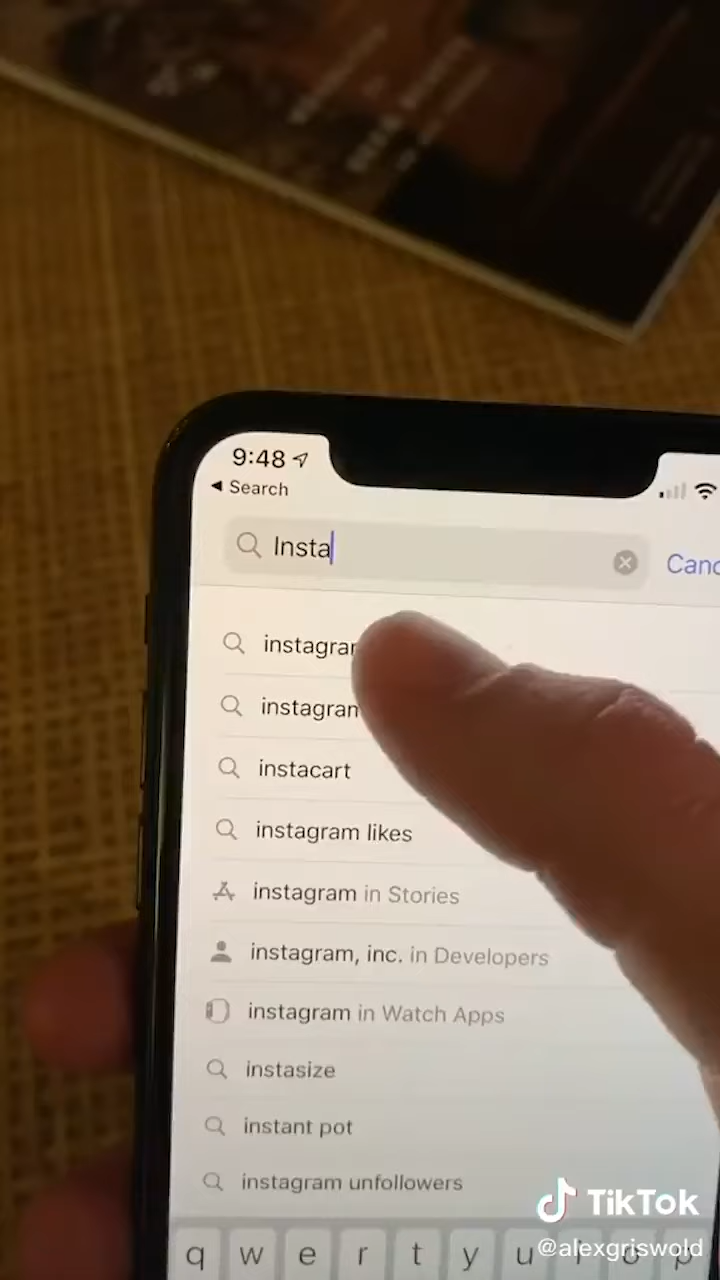 9:48
◀ Search
Insta
Canc
instagra
instagran
instacart
instagram likes
instagram in Stories
instagram, inc. in Developers
instagram in Watch Apps
instasize
instant pot
instagram unfollowers
q w e r t y u i o p
TikTok
@alexgriswold